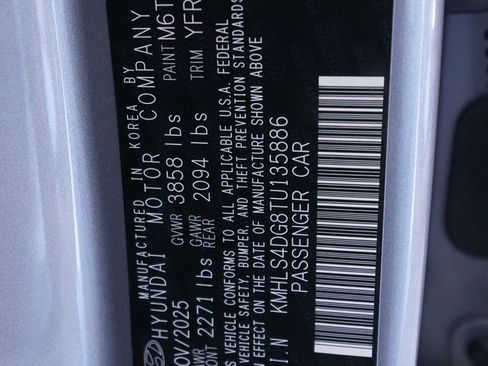 MANUFACTURED IN KOREA BY
HYUNDAI MOTOR COMPANY
OV/2025 GVWR 3858 lbs PAINT M6T
WR 2271 lbs GAWR 2094 lbs TRIM YFR
ONT REAR
S VEHICLE CONFORMS TO ALL APPLICABLE U.S.A. FEDERAL
VEHICLE SAFETY, BUMPER, AND THEFT PREVENTION STANDARDS
N EFFECT ON THE DATE OF MANUFACTURE SHOWN ABOVE
I.N KMHLS4DG8TU135886
PASSENGER CAR